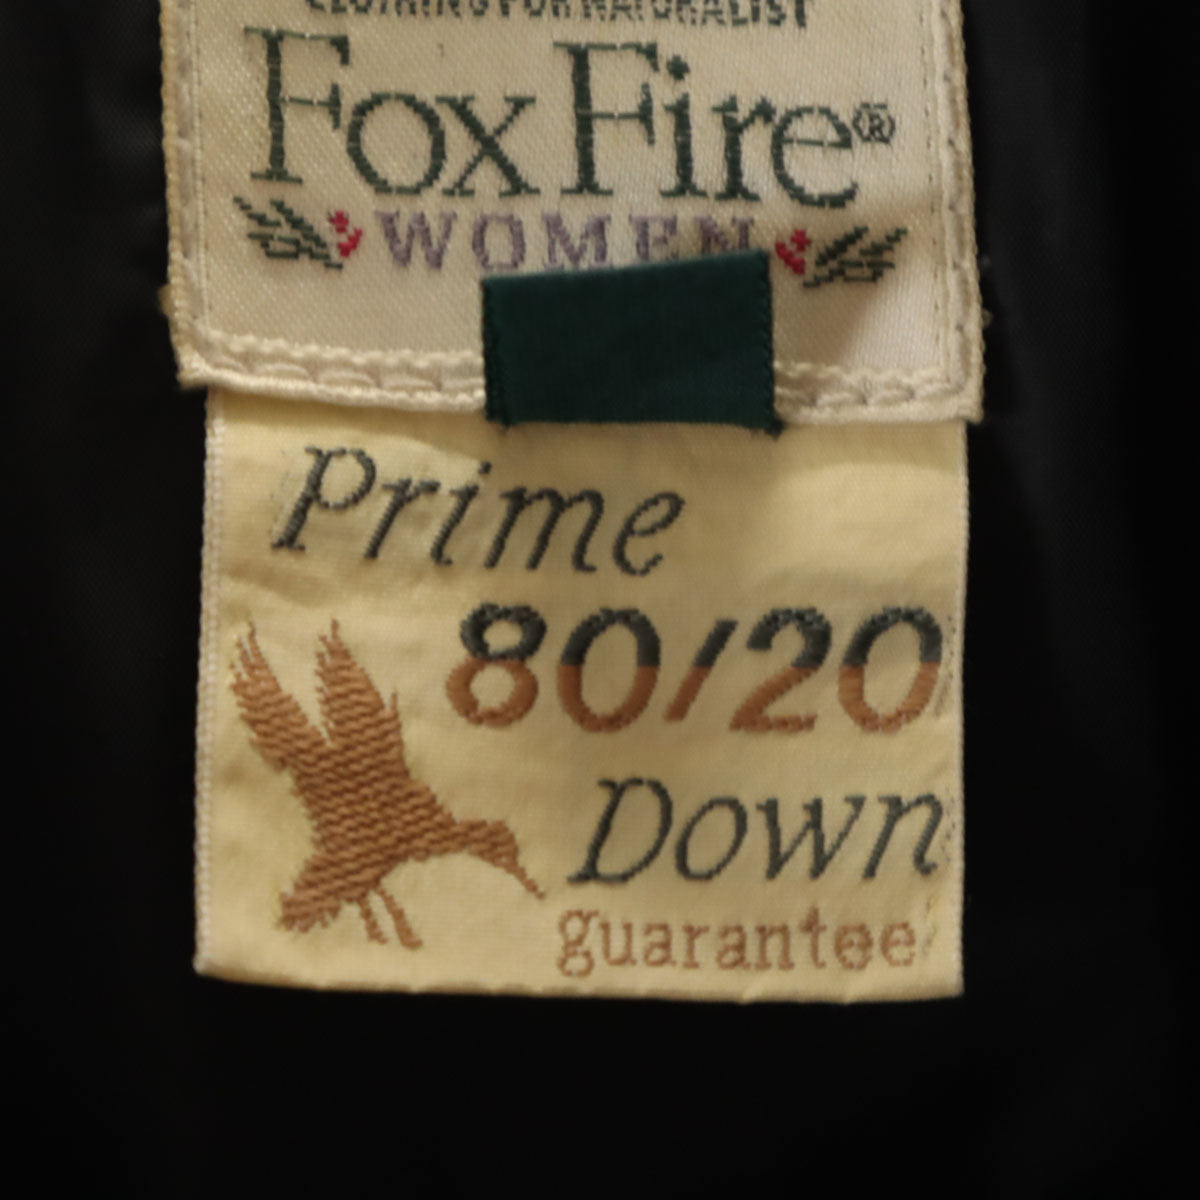 CLOTHING FOR NATURALIST
Fox Fire®
WOMEN
Prime
80/20
Down
guarantee